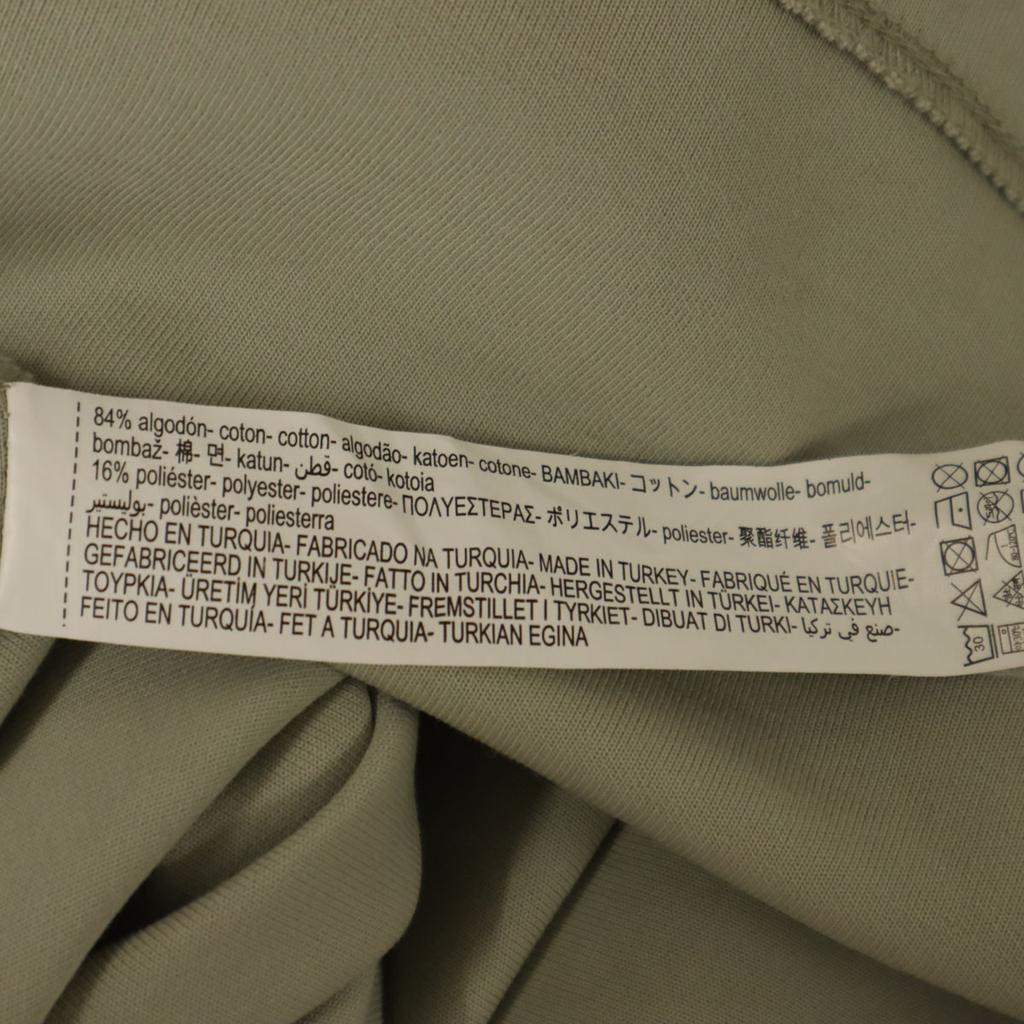 84% algodón- coton- cotton- algodão- katoen- cotone- BAMBAKI- コットン- baumwolle- bomuld-
bombaž- 棉- 면- katun- قطن- cotó- kotoia
16% poliéster- polyester- poliestere- ΠΟΛΥΕΣΤΕΡΑΣ- ポリエステル- poliester- 聚酯纤维- 폴리에스터-
بوليستير- polièster- poliesterra
HECHO EN TURQUIA- FABRICADO NA TURQUIA- MADE IN TURKEY- FABRIQUÉ EN TURQUIE-
GEFABRICEERD IN TURKIJE- FATTO IN TURCHIA- HERGESTELLT IN TÜRKEI- ΚΑΤΑΣΚΕΥΗ
ΤΟΥΡΚΙΑ- ÜRETİM YERİ TÜRKİYE- FREMSTILLET I TYRKIET- DIBUAT DI TURKI- صنع في تركيا-
FEITO EN TURQUÍA- FET A TURQUIA- TURKIAN EGINA
30